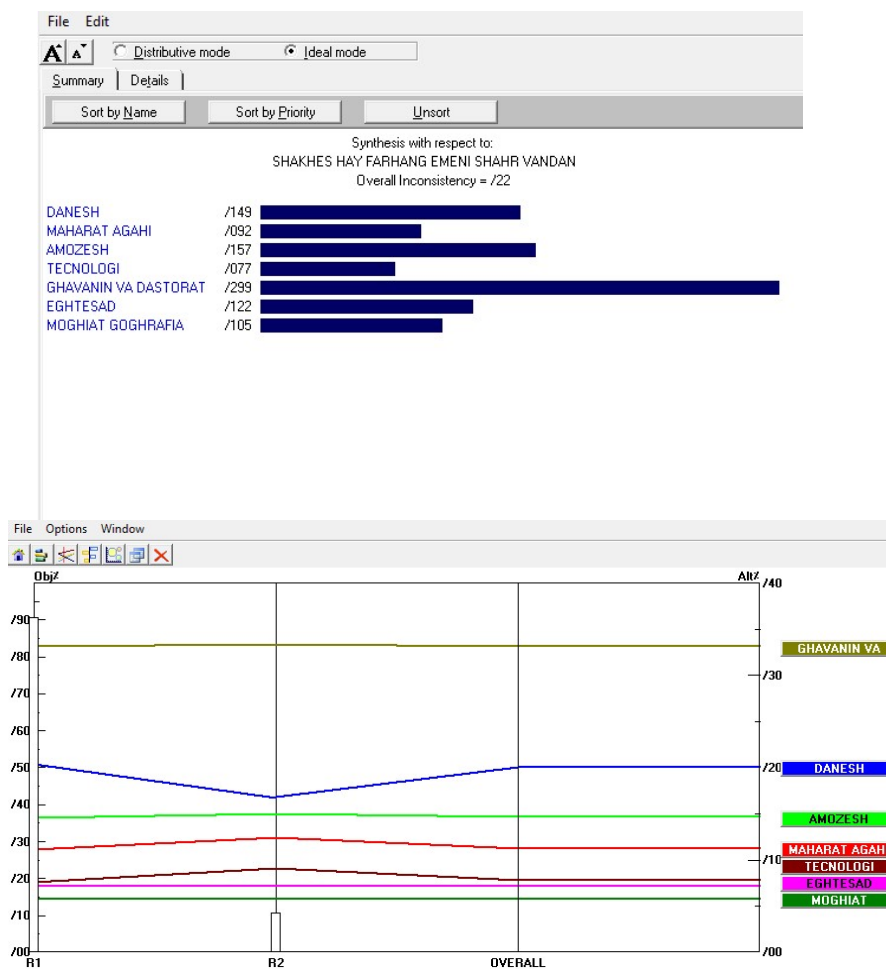 File Edit
A A Distributive mode Ideal mode
Summary Details
Sort by Name Sort by Priority Unsort
Synthesis with respect to:
SHAKHES HAY FARHANG EMENI SHAHR VANDAN
Overall Inconsistency = /22
DANESH /149
MAHARAT AGAHI /092
AMOZESH /157
TECNOLOGI /077
GHAVANIN VA DASTORAT /299
EGHTESAD /122
MOGHIAT GOGHRAFIA /105
File Options Window
Obj% Alt%
/40
/90
/80
GHAVANIN VA
/30
/70
/60
/50
/20
DANESH
/40
AMOZESH
/30
MAHARAT AGAH
/10
TECNOLOGI
/20
EGHTESAD
MOGHIAT
/10
/00 /00
R1 R2 OVERALL